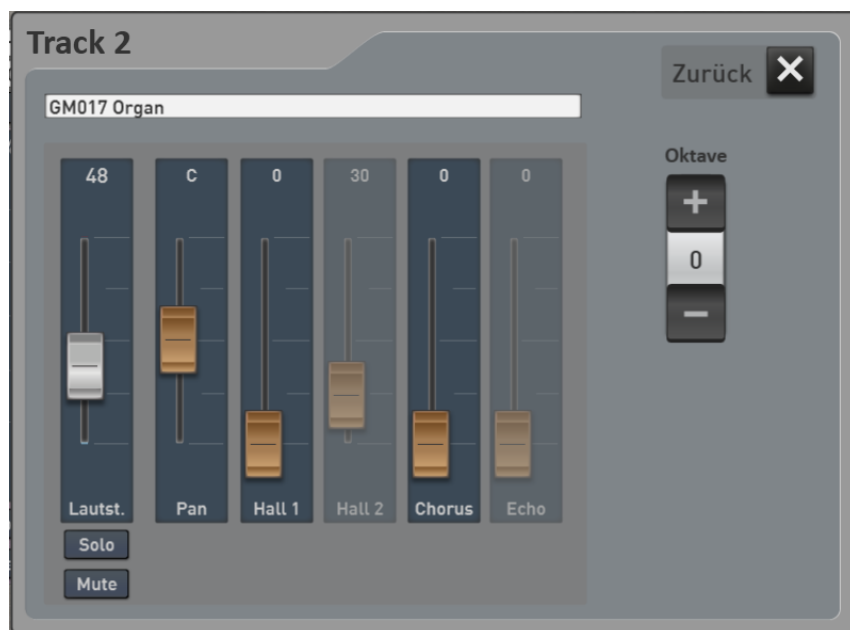 Track 2
Zurück
GM017 Organ
Oktave
48 C 0 30 0 0
+
0
−
Lautst. Pan Hall 1 Hall 2 Chorus Echo
Solo
Mute